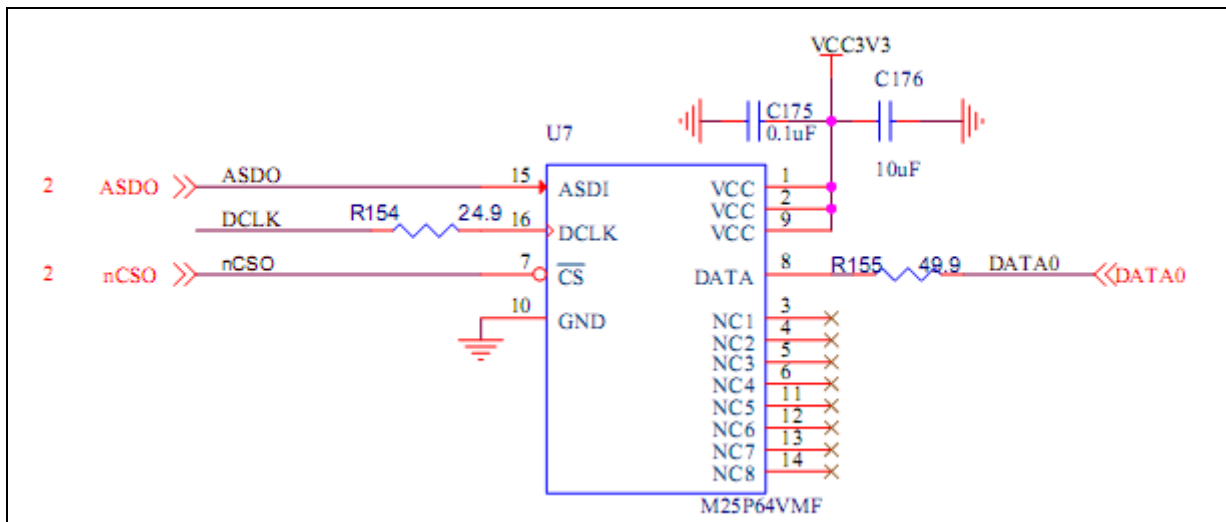 VCC3V3
C176
C175
0.1uF
10uF
U7
2 ASDO ASDO 15 ASDI VCC 1
VCC 2
DCLK R154 24.9 16 DCLK VCC 9
2 nCSO nCSO 7 CS DATA 8 R155 49.9 DATA0 DATA0
10 GND NC1 3
NC2 4
NC3 5
NC4 6
NC5 11
NC6 12
NC7 13
NC8 14
M25P64VMF